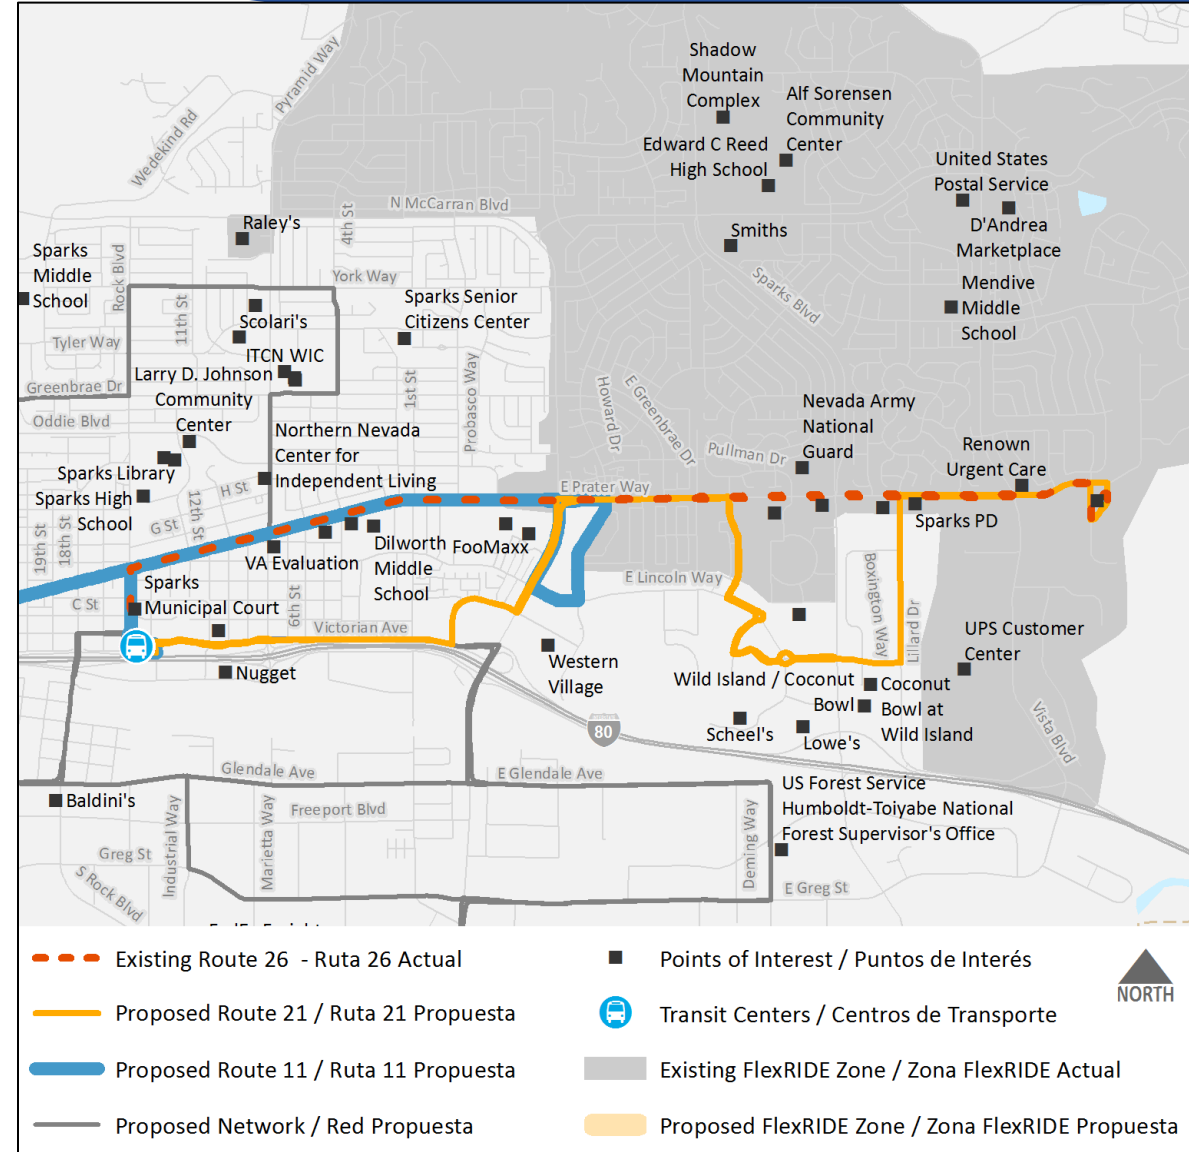 Shadow
Mountain
Complex
Alf Sorensen
Community
Center
Edward C Reed
High School
United States
Postal Service
D'Andrea
Marketplace
Pyramid Way
Wedekind Rd
N McCarran Blvd
4th St
Raley's
Smiths
Sparks Blvd
Mendive
Middle
School
Sparks
Middle
School
Rock Blvd
York Way
11th St
Scolari's
Sparks Senior
Citizens Center
Tyler Way
ITCN WIC
Greenbrae Dr
Larry D. Johnson
Community
Center
Oddie Blvd
1st St
Probasco Way
Howard Dr
E Greenbrae Dr
Pullman Dr
Nevada Army
National
Guard
Northern Nevada
Center for
Independent Living
Renown
Urgent Care
Sparks Library
Sparks High
School
H St
12th St
G St
19th St
18th St
E Prater Way
Sparks PD
VA Evaluation
Dilworth
Middle
School
FooMaxx
Sparks
Municipal Court
C St
6th St
Victorian Ave
E Lincoln Way
Boxington Way
Lillard Dr
UPS Customer
Center
Nugget
Western
Village
Wild Island / Coconut
Bowl
Coconut
Bowl at
Wild Island
Vista Blvd
80
Scheel's
Lowe's
Glendale Ave
E Glendale Ave
US Forest Service
Humboldt-Toiyabe National
Forest Supervisor's Office
Baldini's
Industrial Way
Marietta Way
Freeport Blvd
Deming Way
Greg St
S Rock Blvd
E Greg St
Existing Route 26 - Ruta 26 Actual
Proposed Route 21 / Ruta 21 Propuesta
Proposed Route 11 / Ruta 11 Propuesta
Proposed Network / Red Propuesta
Points of Interest / Puntos de Interés
Transit Centers / Centros de Transporte
Existing FlexRIDE Zone / Zona FlexRIDE Actual
Proposed FlexRIDE Zone / Zona FlexRIDE Propuesta
NORTH